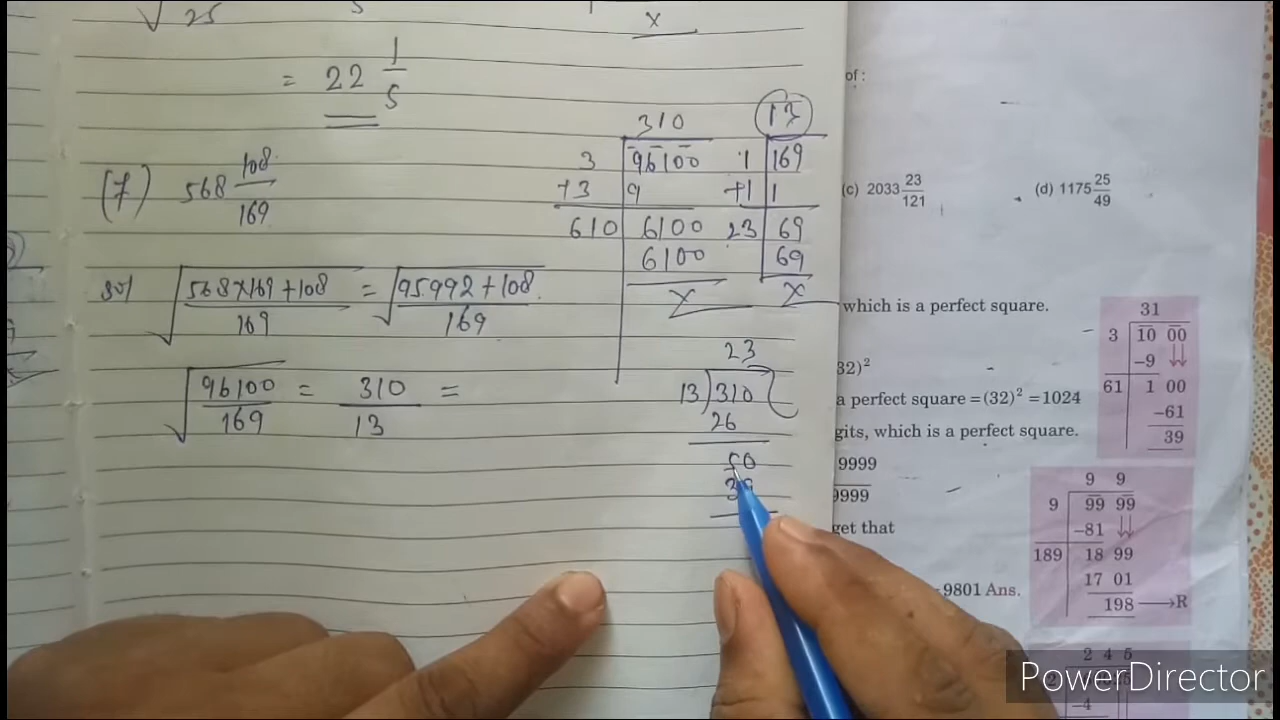 √25 5
x
= 22 1/5
(7) 568 108/169
sol √(568×169+108)/169 = √(95992+108)/169
√96100/169 = 310/13 =
310
3 96100
+3 9
610 6100
6100
x
13
1 169
+1 1
23 69
69
x
23
13)310(
26
50
39
of :
(c) 2033 23/121 (d) 1175 25/49
which is a perfect square.
32)²
a perfect square = (32)² = 1024
gits, which is a perfect square.
9999
9999
get that
9801 Ans.
31
3 10 00
-9
61 1 00
-61
39
9 9
9 99 99
-81
189 18 99
17 01
198 →R
2 4 5
2
-4
PowerDirector